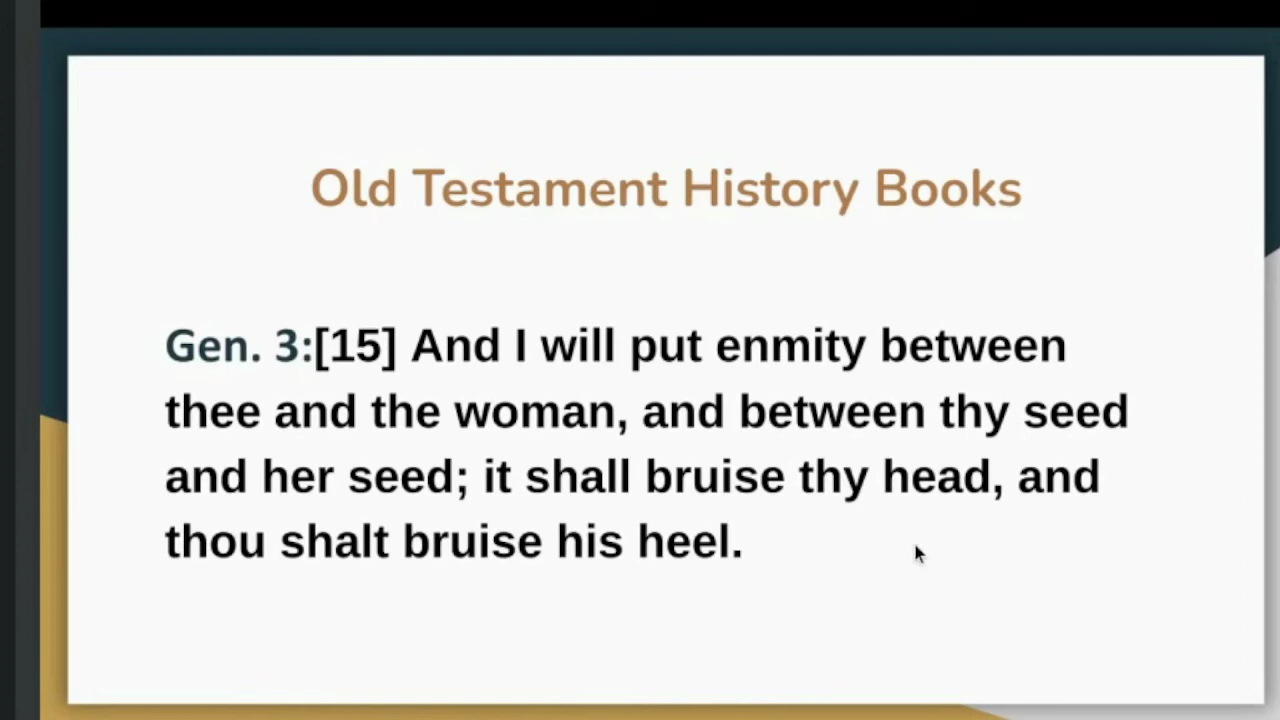 Old Testament History Books
Gen. 3:[15] And I will put enmity between
thee and the woman, and between thy seed
and her seed; it shall bruise thy head, and
thou shalt bruise his heel.